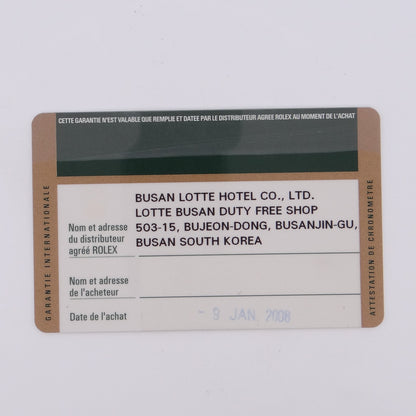 CETTE GARANTIE N'EST VALABLE QUE REMPLIE ET DATEE PAR LE DISTRIBUTEUR AGREE ROLEX AU MOMENT DE L'ACHAT
GARANTIE INTERNATIONALE
BUSAN LOTTE HOTEL CO., LTD.
LOTTE BUSAN DUTY FREE SHOP
503-15, BUJEON-DONG, BUSANJIN-GU,
BUSAN SOUTH KOREA
Nom et adresse
du distributeur
agréé ROLEX
Nom et adresse
de l'acheteur
Date de l'achat
- 9 JAN. 2008
ATTESTATION DE CHRONOMETRE